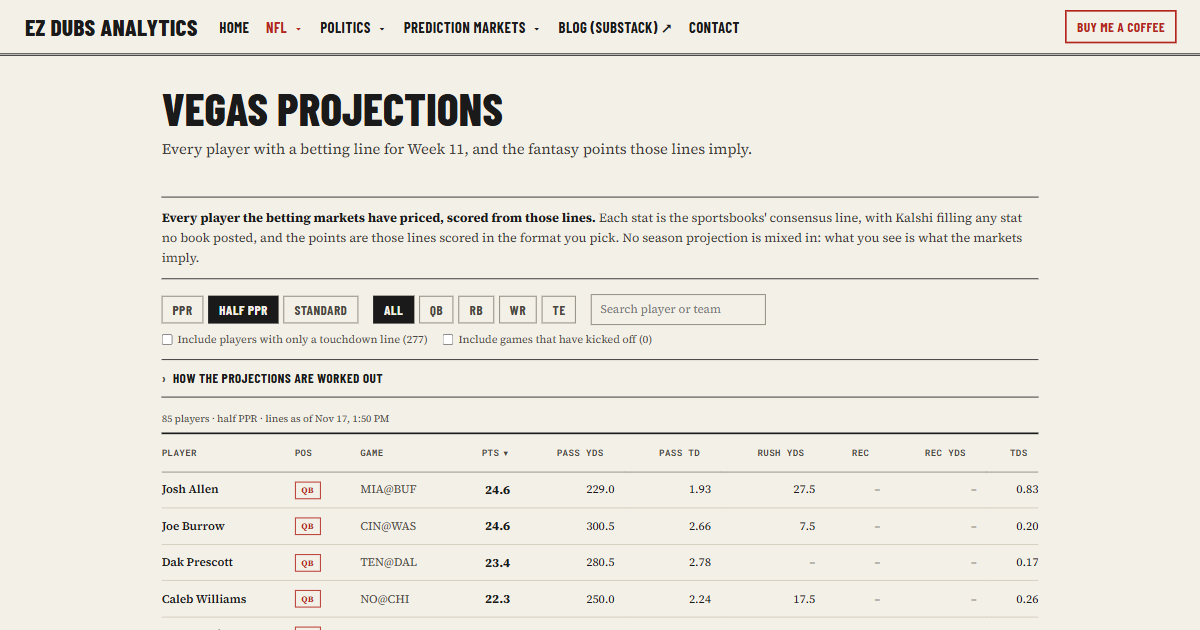 EZ DUBS ANALYTICS HOME NFL ▾ POLITICS ▾ PREDICTION MARKETS ▾ BLOG (SUBSTACK) ↗ CONTACT BUY ME A COFFEE
VEGAS PROJECTIONS
Every player with a betting line for Week 11, and the fantasy points those lines imply.
Every player the betting markets have priced, scored from those lines. Each stat is the sportsbooks' consensus line, with Kalshi filling any stat
no book posted, and the points are those lines scored in the format you pick. No season projection is mixed in: what you see is what the markets
imply.
PPR HALF PPR STANDARD ALL QB RB WR TE Search player or team
Include players with only a touchdown line (277) Include games that have kicked off (0)
› HOW THE PROJECTIONS ARE WORKED OUT
85 players · half PPR · lines as of Nov 17, 1:50 PM
PLAYER POS GAME PTS ▼ PASS YDS PASS TD RUSH YDS REC REC YDS TDS
Josh Allen QB MIA@BUF 24.6 229.0 1.93 27.5 – – 0.83
Joe Burrow QB CIN@WAS 24.6 300.5 2.66 7.5 – – 0.20
Dak Prescott QB TEN@DAL 23.4 280.5 2.78 – – – 0.17
Caleb Williams QB NO@CHI 22.3 250.0 2.24 17.5 – – 0.26